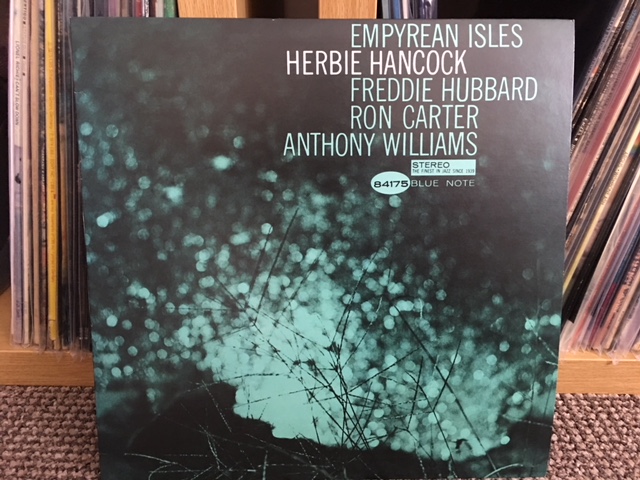 EMPYREAN ISLES
HERBIE HANCOCK
FREDDIE HUBBARD
RON CARTER
ANTHONY WILLIAMS
STEREO
THE FINEST IN JAZZ SINCE 1939
84175 BLUE NOTE